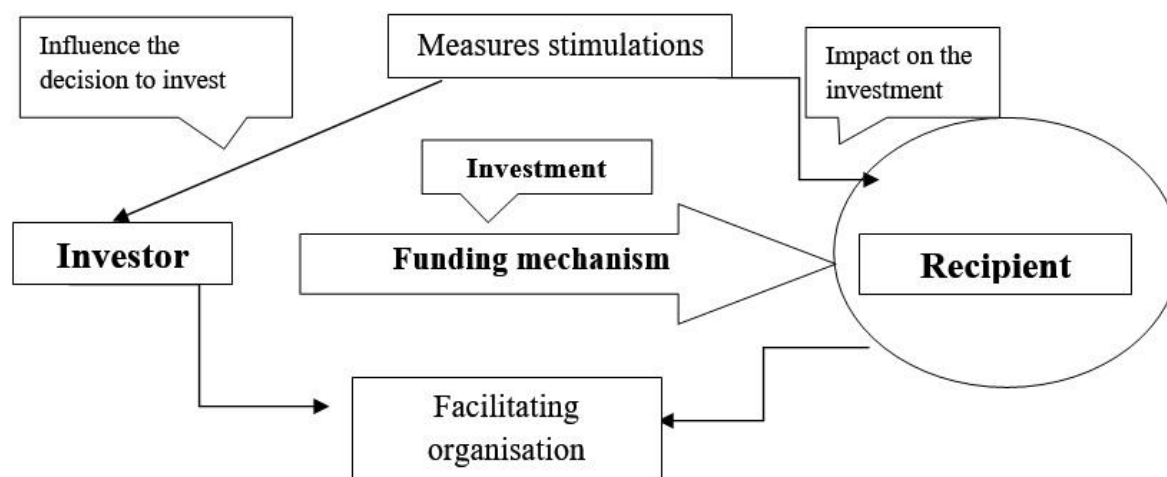 Influence the
decision to invest
Measures stimulations
Impact on the
investment
Investment
Investor
Funding mechanism
Recipient
Facilitating
organisation